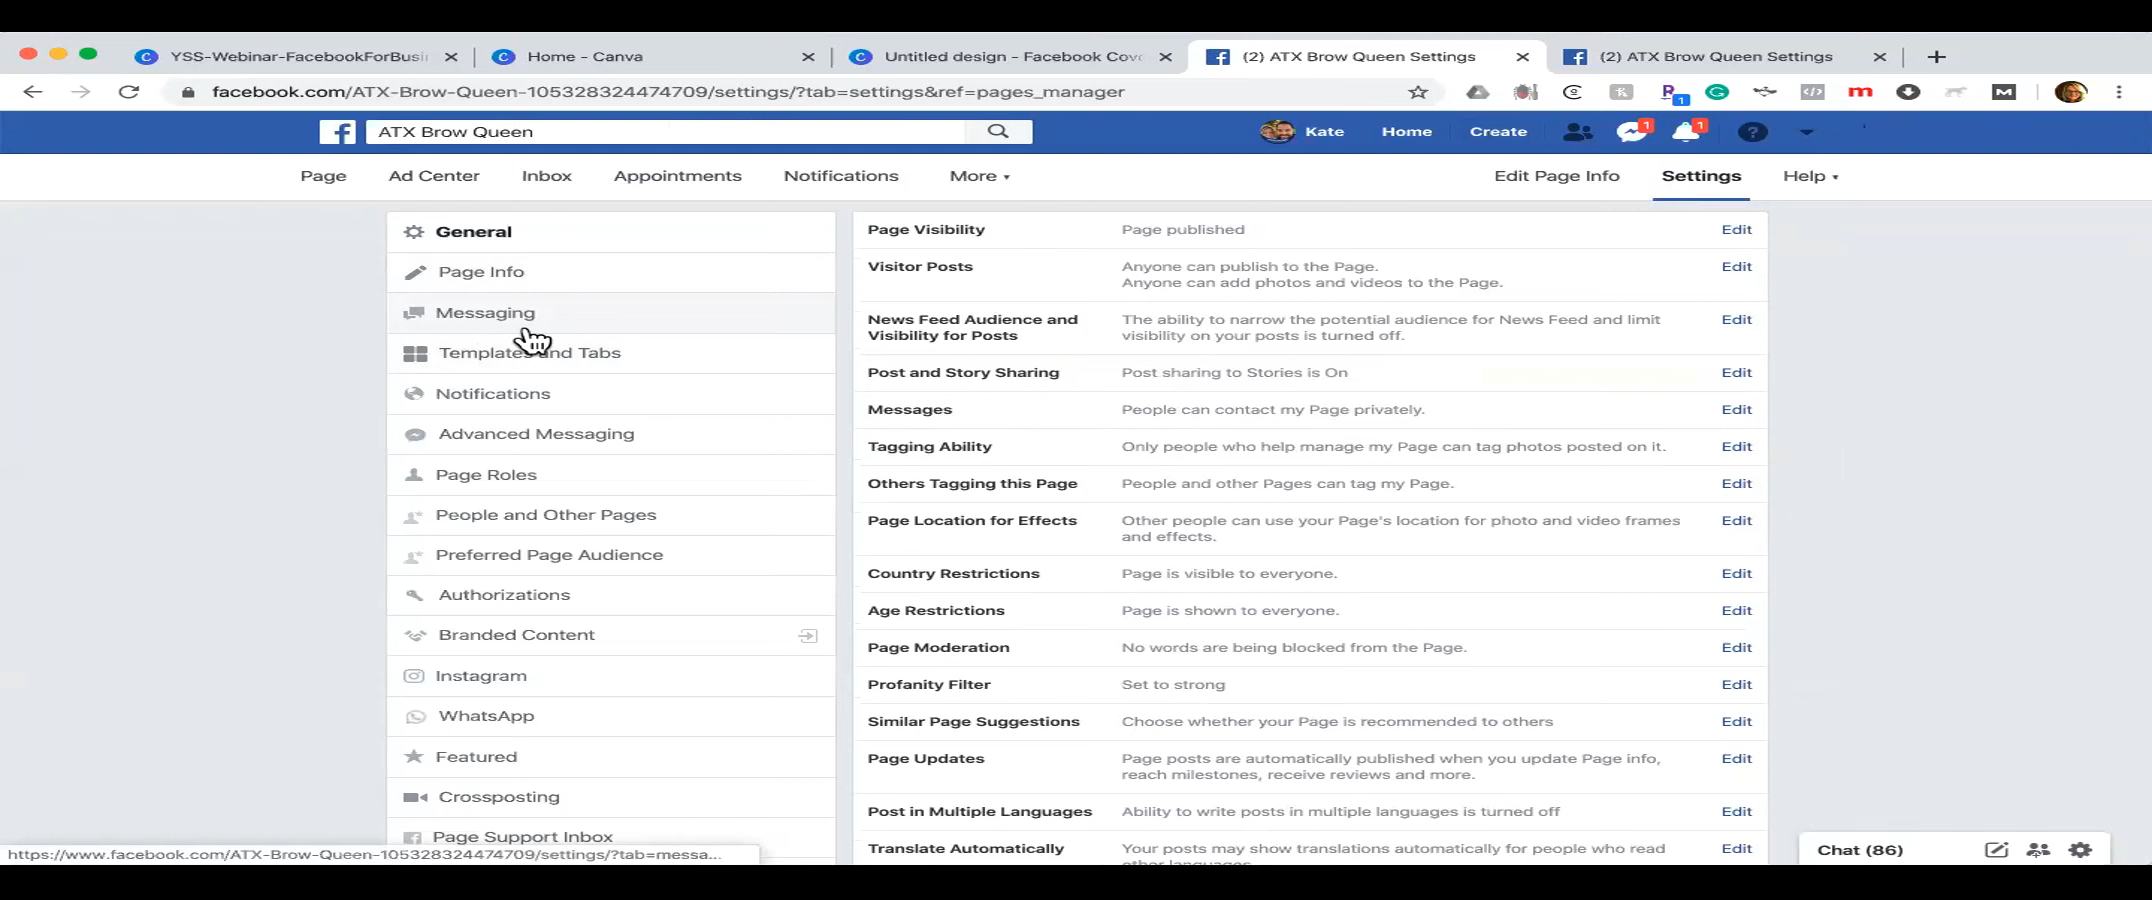 YSS-Webinar-FacebookForBusi
Home - Canva
Untitled design - Facebook Cov
(2) ATX Brow Queen Settings
(2) ATX Brow Queen Settings
facebook.com/ATX-Brow-Queen-105328324474709/settings/?tab=settings&ref=pages_manager
ATX Brow Queen
Kate
Home
Create
1
1
1
Page
Ad Center
Inbox
Appointments
Notifications
More
Edit Page Info
Settings
Help
General
Page Info
Messaging
Templates and Tabs
Notifications
Advanced Messaging
Page Roles
People and Other Pages
Preferred Page Audience
Authorizations
Branded Content
Instagram
WhatsApp
Featured
Crossposting
Page Support Inbox
Page Visibility
Page published
Edit
Visitor Posts
Anyone can publish to the Page.
Anyone can add photos and videos to the Page.
Edit
News Feed Audience and
Visibility for Posts
The ability to narrow the potential audience for News Feed and limit
visibility on your posts is turned off.
Edit
Post and Story Sharing
Post sharing to Stories is On
Edit
Messages
People can contact my Page privately.
Edit
Tagging Ability
Only people who help manage my Page can tag photos posted on it.
Edit
Others Tagging this Page
People and other Pages can tag my Page.
Edit
Page Location for Effects
Other people can use your Page's location for photo and video frames
and effects.
Edit
Country Restrictions
Page is visible to everyone.
Edit
Age Restrictions
Page is shown to everyone.
Edit
Page Moderation
No words are being blocked from the Page.
Edit
Profanity Filter
Set to strong
Edit
Similar Page Suggestions
Choose whether your Page is recommended to others
Edit
Page Updates
Page posts are automatically published when you update Page info,
reach milestones, receive reviews and more.
Edit
Post in Multiple Languages
Ability to write posts in multiple languages is turned off
Edit
Translate Automatically
Your posts may show translations automatically for people who read
other languages.
Edit
https://www.facebook.com/ATX-Brow-Queen-105328324474709/settings/?tab=messa...
Chat (86)